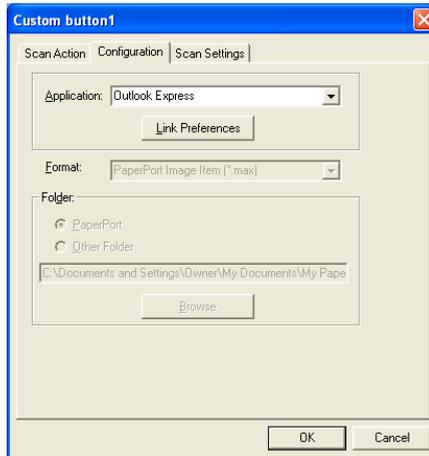 Custom button1
Scan Action Configuration Scan Settings
Application: Outlook Express
Link Preferences
Format: PaperPort Image Item (*.max)
Folder:
PaperPort
Other Folder
C:\Documents and Settings\Owner\My Documents\My Pape
Browse
OK Cancel